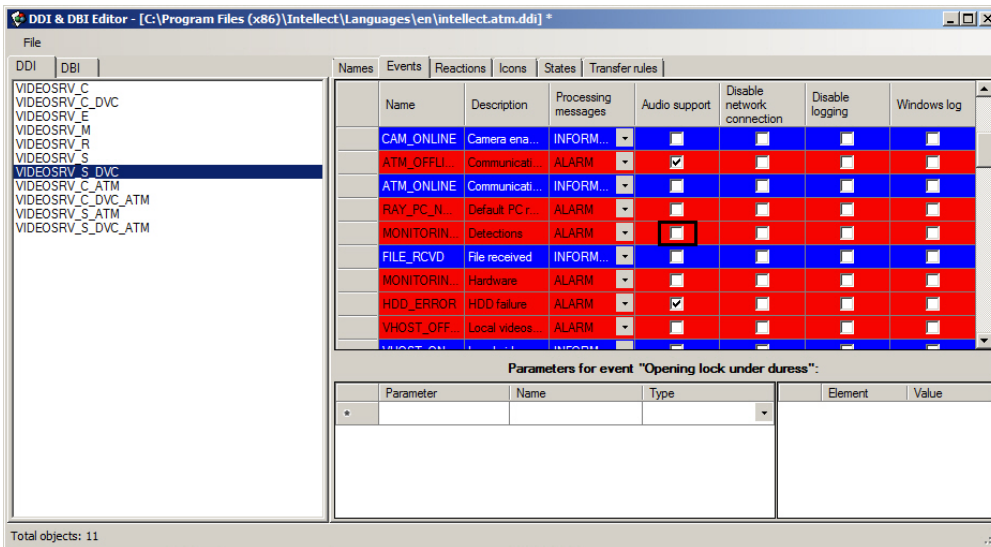 DDI & DBI Editor - [C:\Program Files (x86)\Intellect\Languages\en\intellect.atm.ddi] *
File
DDI DBI
VIDEOSRV_C
VIDEOSRV_C_DVC
VIDEOSRV_E
VIDEOSRV_M
VIDEOSRV_R
VIDEOSRV_S
VIDEOSRV_S_DVC
VIDEOSRV_C_ATM
VIDEOSRV_C_DVC_ATM
VIDEOSRV_S_ATM
VIDEOSRV_S_DVC_ATM
Names Events Reactions Icons States Transfer rules
Name Description Processing messages Audio support Disable network connection Disable logging Windows log
CAM_ONLINE Camera ena... INFORM...
ATM_OFFLI... Communicati... ALARM
ATM_ONLINE Communicati... INFORM...
RAY_PC_N... Default PC r... ALARM
MONITORIN... Detections ALARM
FILE_RCVD File received INFORM...
MONITORIN... Hardware ALARM
HDD_ERROR HDD failure ALARM
VHOST_OFF... Local videos... ALARM
Parameters for event "Opening lock under duress":
Parameter Name Type Element Value
*
Total objects: 11